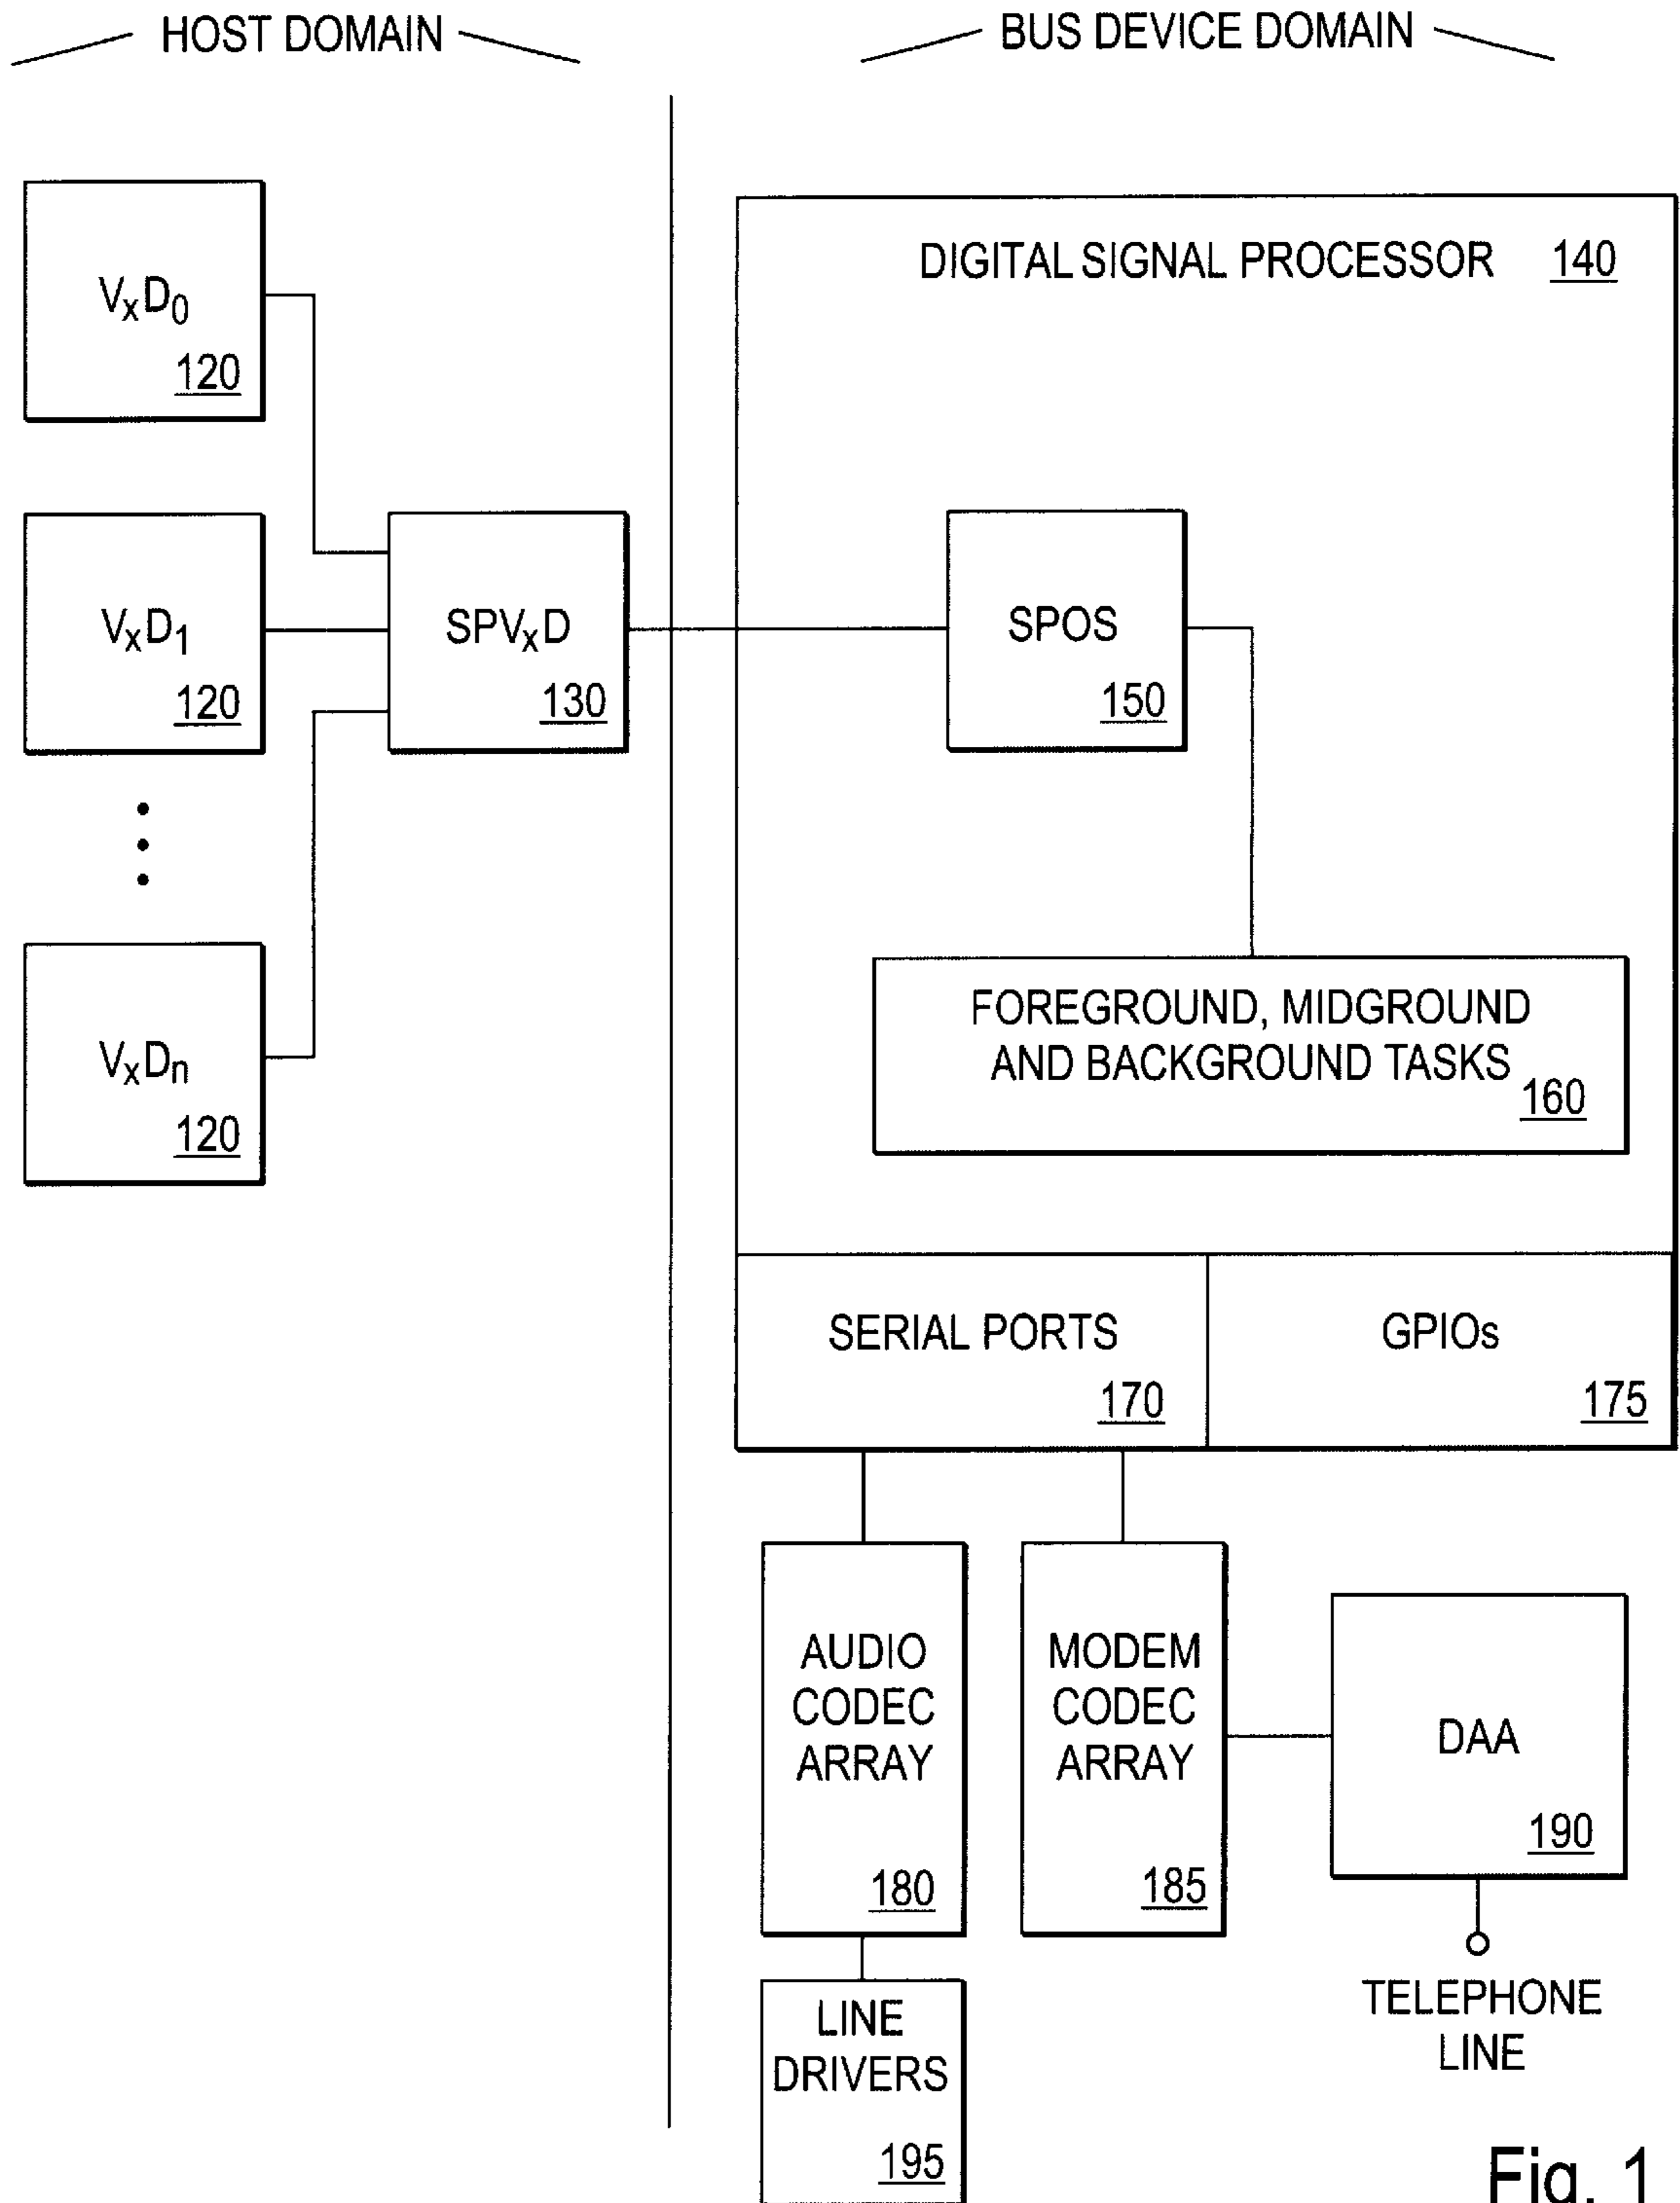 HOST DOMAIN
BUS DEVICE DOMAIN
VxD0
120
VxD1
120
VxDn
120
SPVxD
130
DIGITAL SIGNAL PROCESSOR 140
SPOS
150
FOREGROUND, MIDGROUND
AND BACKGROUND TASKS
160
SERIAL PORTS
170
GPIOs
175
AUDIO
CODEC
ARRAY
180
MODEM
CODEC
ARRAY
185
DAA
190
TELEPHONE
LINE
LINE
DRIVERS
195
Fig. 1